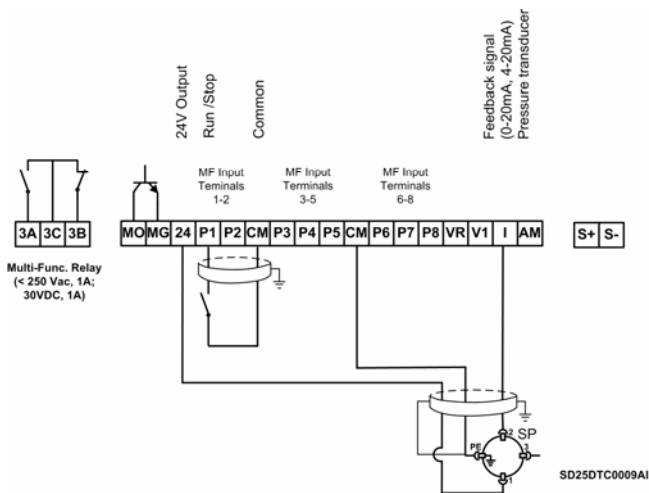 24V Output
Run /Stop
Common
Feedback signal
(0-20mA, 4-20mA)
Pressure transducer
MF Input
Terminals
1-2
MF Input
Terminals
3-5
MF Input
Terminals
6-8
3A 3C 3B
MO MG 24 P1 P2 CM P3 P4 P5 CM P6 P7 P8 VR V1 I AM
S+ S-
Multi-Func. Relay
(< 250 Vac, 1A;
30VDC, 1A)
2 SP
PE 3
1
SD25DTC0009AI